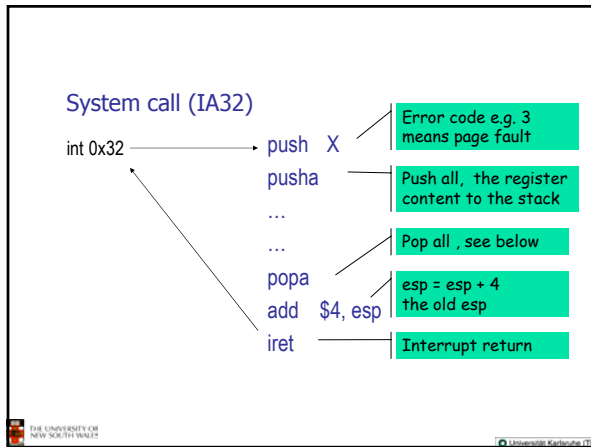 System call (IA32)
int 0x32
push X
pusha
...
...
popa
add $4, esp
iret
Error code e.g. 3
means page fault
Push all, the register
content to the stack
Pop all , see below
esp = esp + 4
the old esp
Interrupt return
THE UNIVERSITY OF
NEW SOUTH WALES
Universität Karlsruhe (T